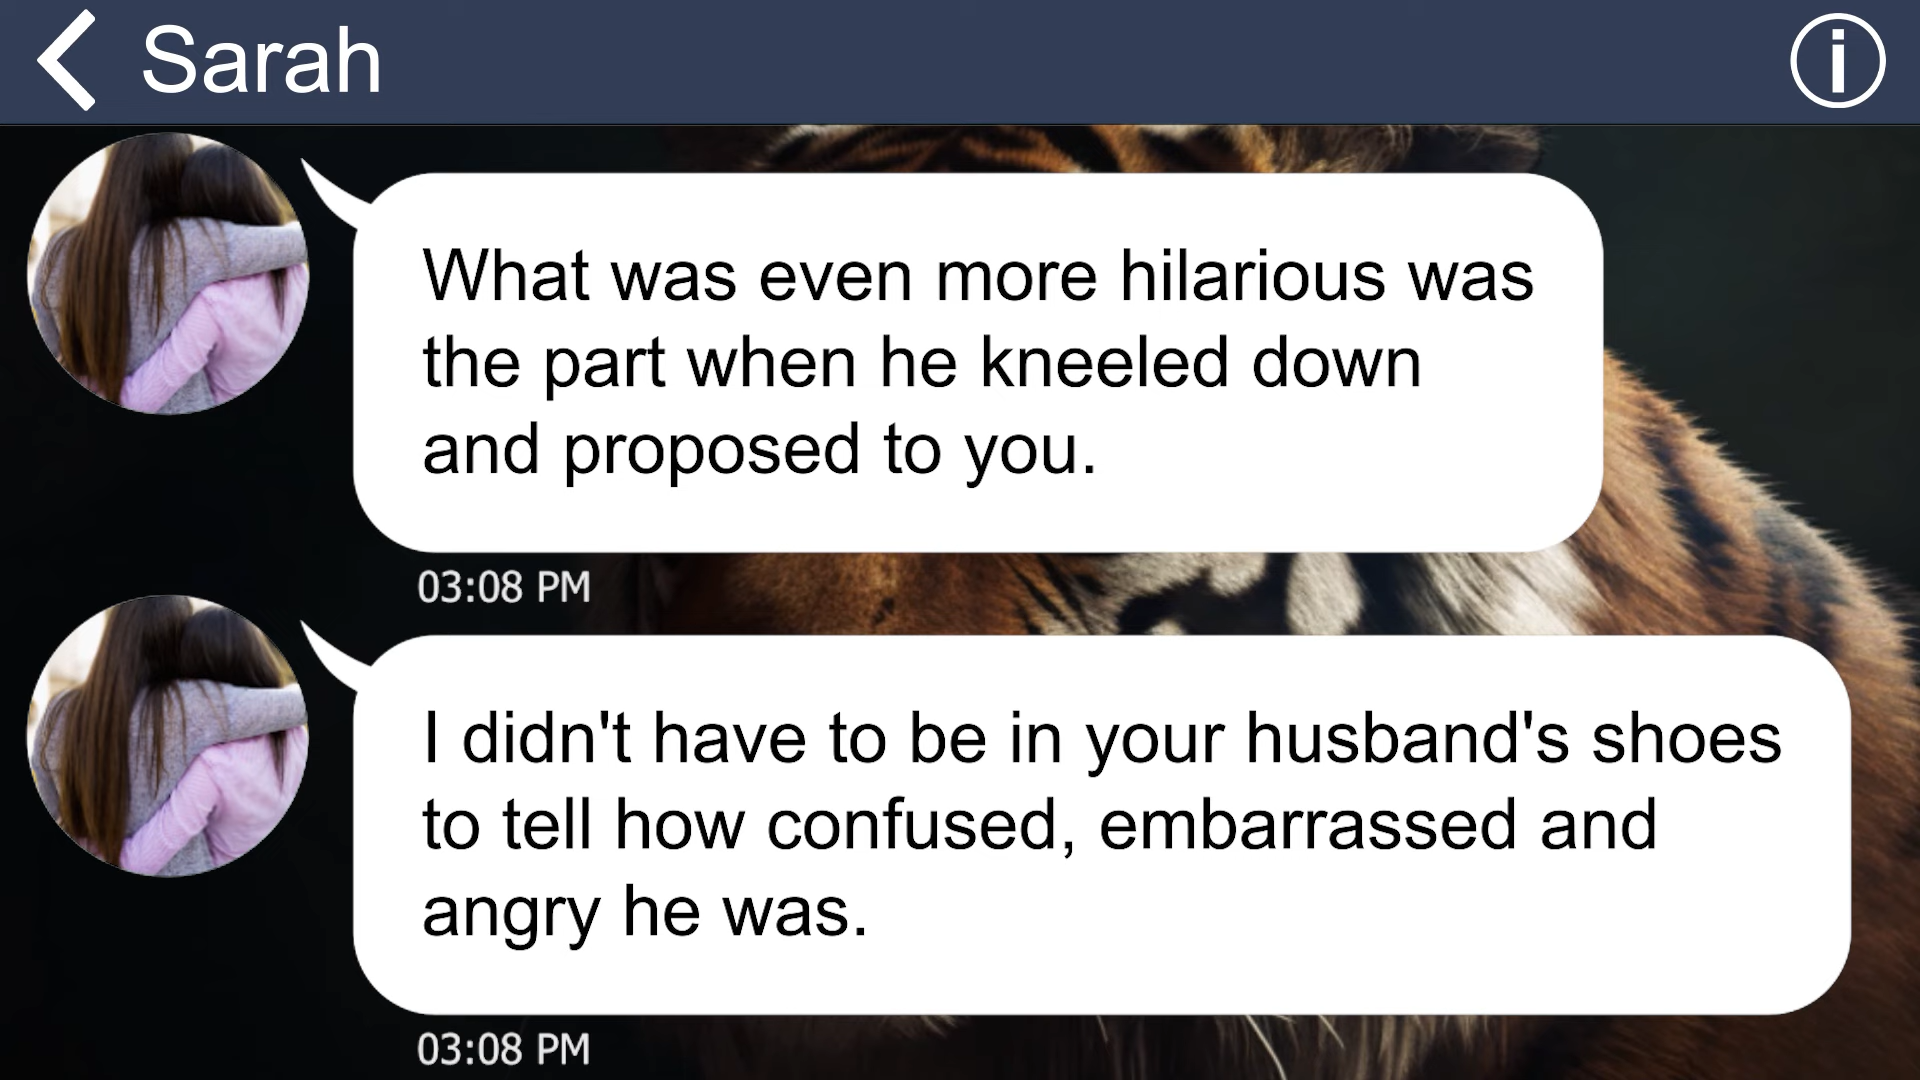 Sarah
What was even more hilarious was
the part when he kneeled down
and proposed to you.
03:08 PM
I didn't have to be in your husband's shoes
to tell how confused, embarrassed and
angry he was.
03:08 PM